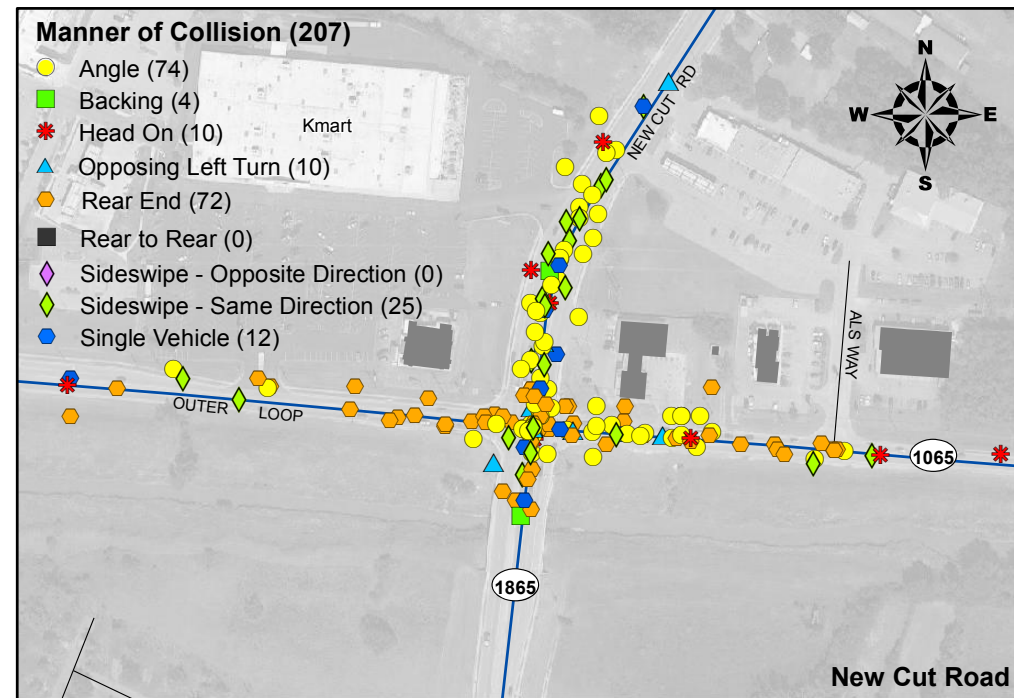 Manner of Collision (207)
Angle (74)
Backing (4)
Head On (10)
Opposing Left Turn (10)
Rear End (72)
Rear to Rear (0)
Sideswipe - Opposite Direction (0)
Sideswipe - Same Direction (25)
Single Vehicle (12)
Kmart
NEW CUT RD
N
W E
S
ALS WAY
OUTER LOOP
1065
1865
New Cut Road